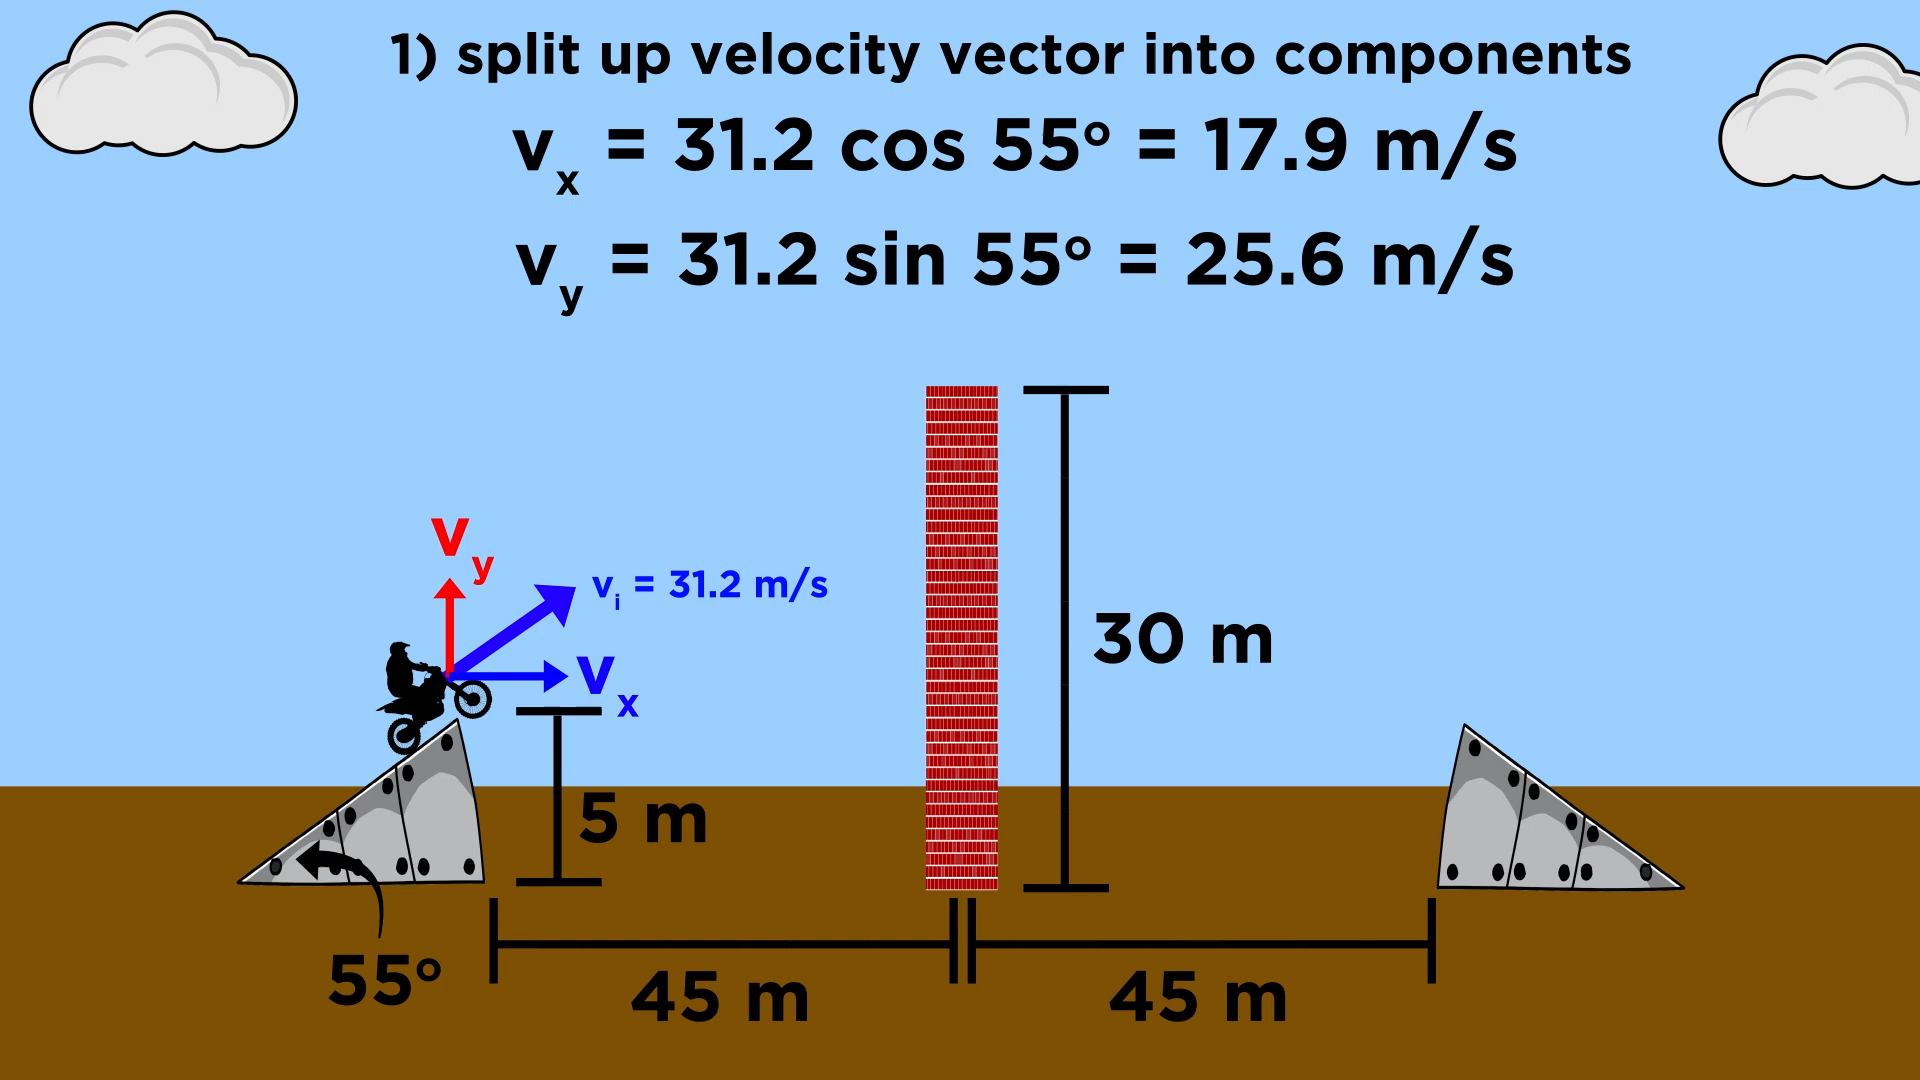 1) split up velocity vector into components
vx = 31.2 cos 55° = 17.9 m/s
vy = 31.2 sin 55° = 25.6 m/s
vy
vi = 31.2 m/s
vx
30 m
5 m
55°
45 m
45 m